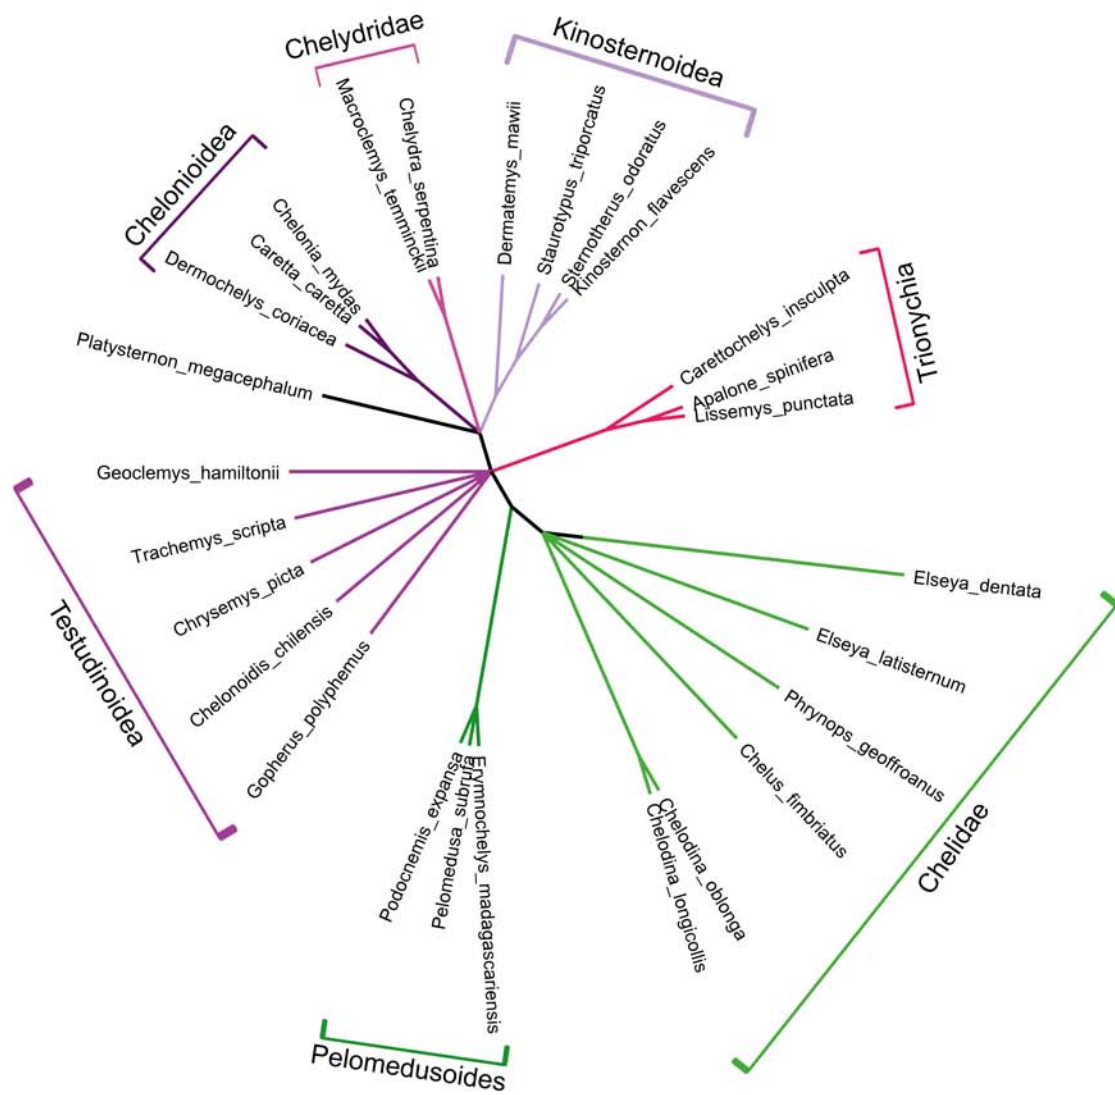 Chelydridae
Kinosternoidea
Macroclemys_temminckii
Chelydra_serpentina
Dermatemys_mawii
Staurotypus_triporcatus
Sternotherus_odoratus
Kinosternon_flavescens
Chelonioidea
Chelonia_mydas
Caretta_caretta
Dermochelys_coriacea
Platysternon_megacephalum
Carettochelys_insculpta
Apalone_spinifera
Lissemys_punctata
Trionychia
Geoclemys_hamiltonii
Trachemys_scripta
Chrysemys_picta
Chelonoidis_chilensis
Gopherus_polyphemus
Testudinoidea
Elseya_dentata
Elseya_latisternum
Phrynops_geoffroanus
Chelus_fimbriatus
Chelodina_oblonga
Chelodina_longicollis
Chelidae
Podocnemis_expansa
Pelomedusa_subrufa
Erymnochelys_madagascariensis
Pelomedusoides